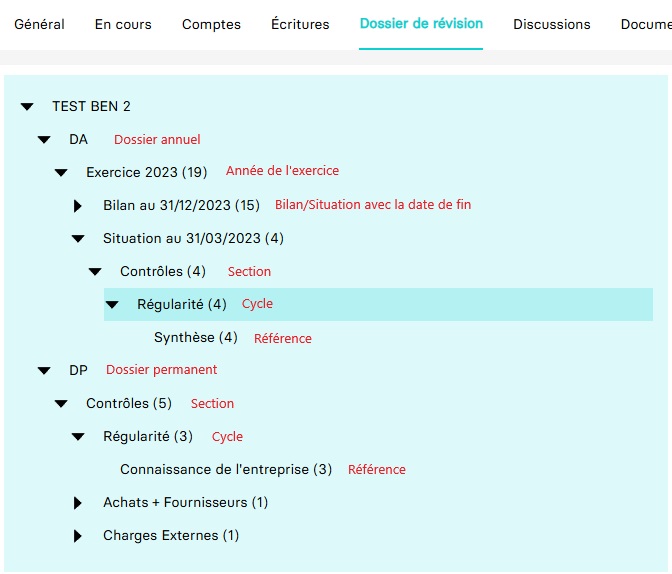 Général En cours Comptes Écritures Dossier de révision Discussions Docume
TEST BEN 2
DA Dossier annuel
Exercice 2023 (19) Année de l'exercice
Bilan au 31/12/2023 (15) Bilan/Situation avec la date de fin
Situation au 31/03/2023 (4)
Contrôles (4) Section
Régularité (4) Cycle
Synthèse (4) Référence
DP Dossier permanent
Contrôles (5) Section
Régularité (3) Cycle
Connaissance de l'entreprise (3) Référence
Achats + Fournisseurs (1)
Charges Externes (1)